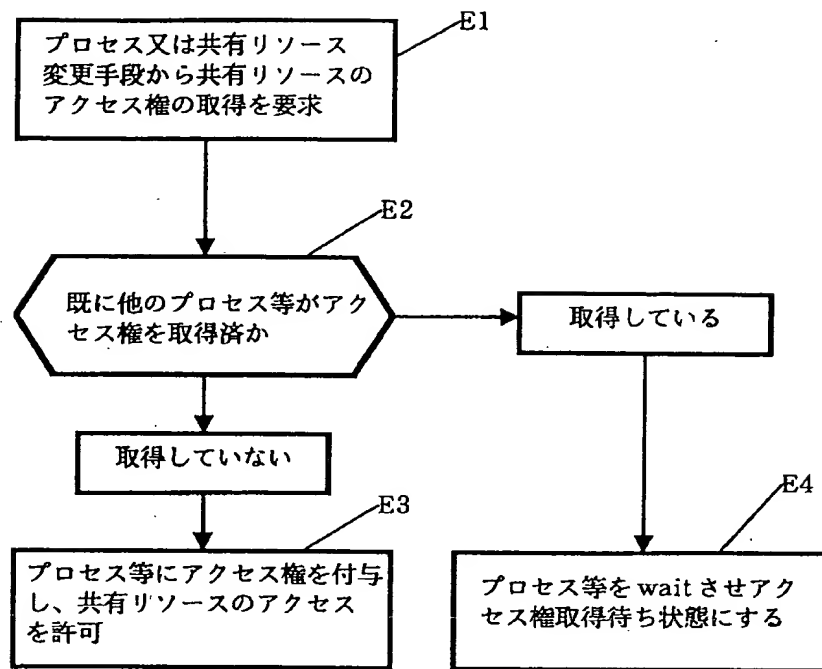 E1
プロセス又は共有リソース
変更手段から共有リソースの
アクセス権の取得を要求
E2
既に他のプロセス等がアク
セス権を取得済か
取得している
取得していない
E3
プロセス等にアクセス権を付与
し、共有リソースのアクセス
を許可
E4
プロセス等をwaitさせアク
セス権取得待ち状態にする